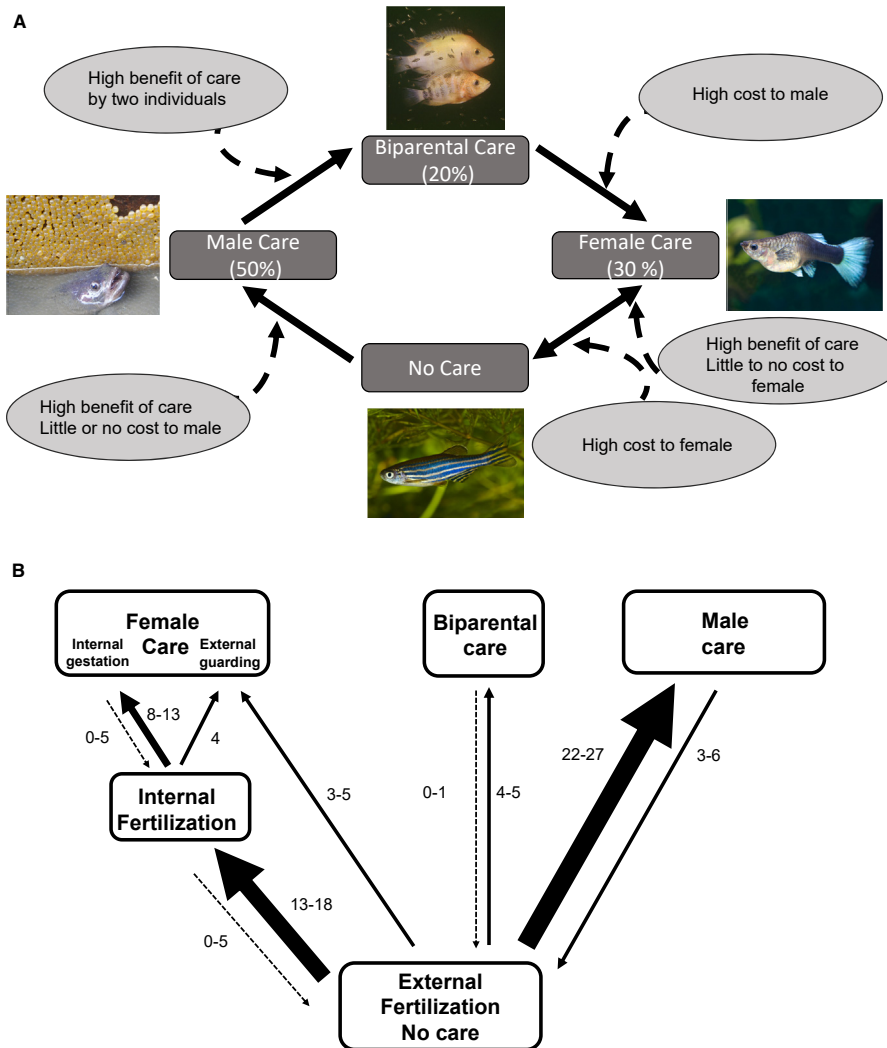 A
High benefit of care
by two individuals
High cost to male
Biparental Care
(20%)
Male Care
(50%)
Female Care
(30 %)
No Care
High benefit of care
Little or no cost to male
High benefit of care
Little to no cost to
female
High cost to female
B
Female
Care
Internal
gestation
External
guarding
Biparental
care
Male
care
0-5
8-13
4
Internal
Fertilization
3-5
0-1
4-5
22-27
3-6
0-5
13-18
External
Fertilization
No care